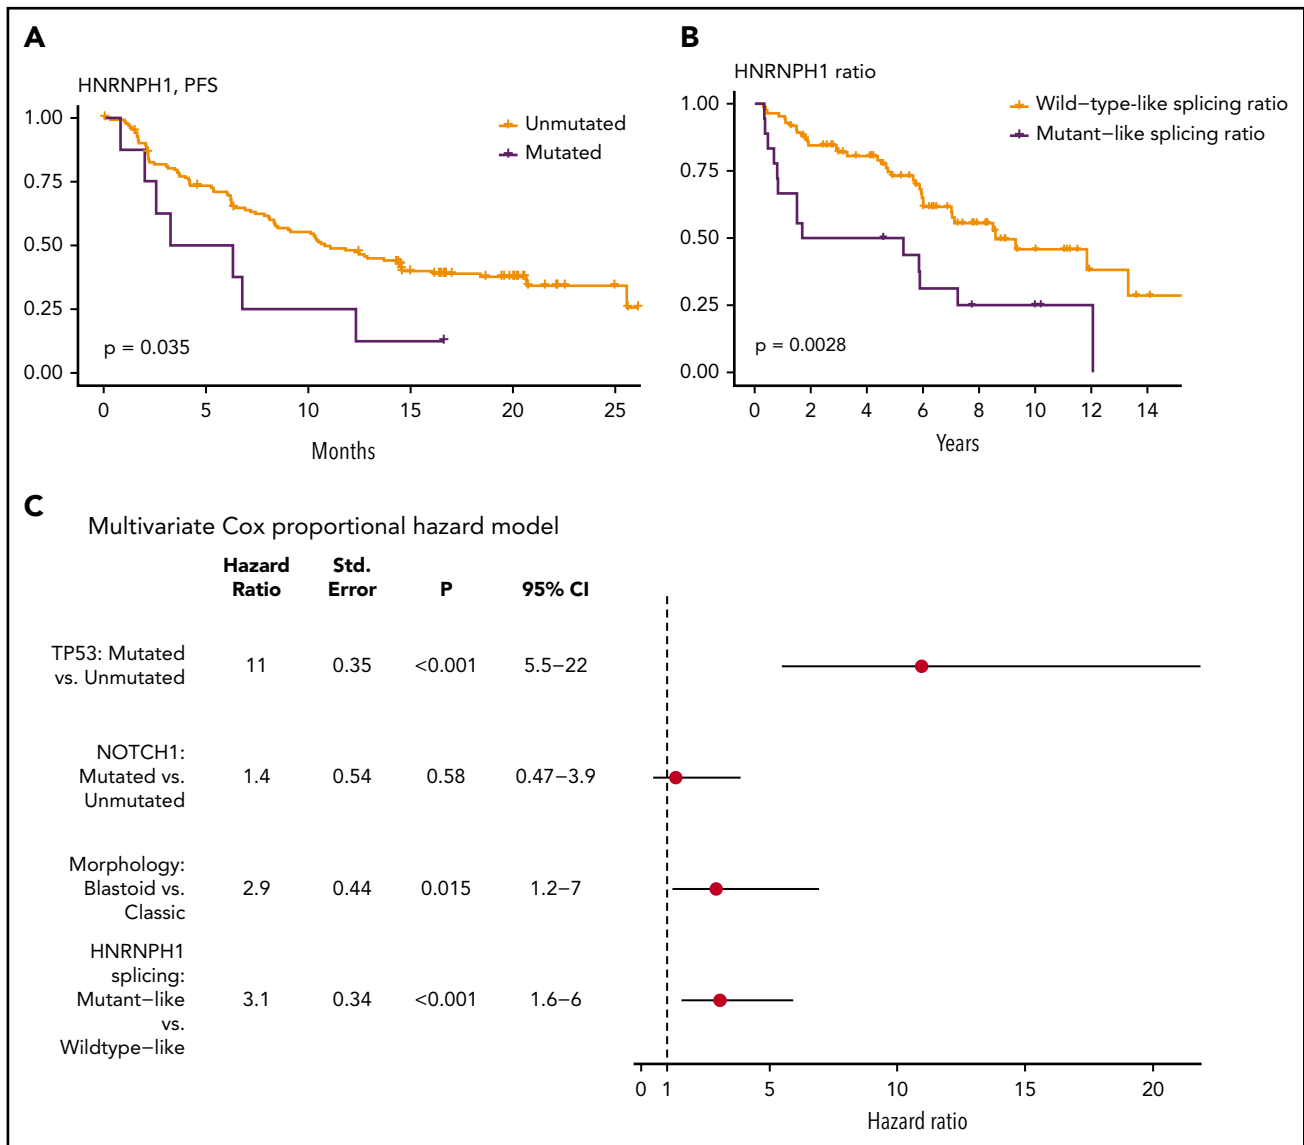 A
HNRNPH1, PFS
1.00
0.75
0.50
0.25
0.00
Unmutated
Mutated
p = 0.035
0 5 10 15 20 25
Months
B
HNRNPH1 ratio
1.00
0.75
0.50
0.25
0.00
Wild−type-like splicing ratio
Mutant−like splicing ratio
p = 0.0028
0 2 4 6 8 10 12 14
Years
C
Multivariate Cox proportional hazard model
Hazard Std.
Ratio Error P 95% CI
TP53: Mutated
vs. Unmutated
11 0.35 <0.001 5.5−22
NOTCH1:
Mutated vs.
Unmutated
1.4 0.54 0.58 0.47−3.9
Morphology:
Blastoid vs.
Classic
2.9 0.44 0.015 1.2−7
HNRNPH1
splicing:
Mutant−like
vs.
Wildtype−like
3.1 0.34 <0.001 1.6−6
0 1 5 10 15 20
Hazard ratio